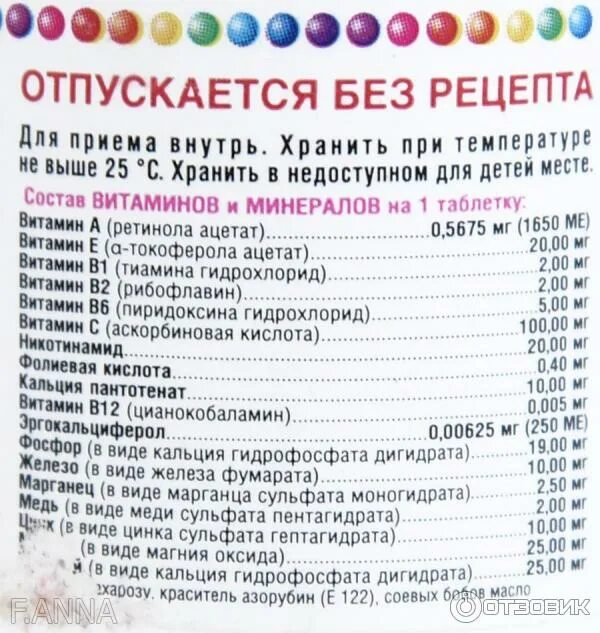 ОТПУСКАЕТСЯ БЕЗ РЕЦЕПТА
Для приема внутрь. Хранить при температуре
не выше 25 °С. Хранить в недоступном для детей месте.
Состав ВИТАМИНОВ и МИНЕРАЛОВ на 1 таблетку:
Витамин А (ретинола ацетат)........0,5675 мг (1650 МЕ)
Витамин Е (α-токоферола ацетат)........20,00 мг
Витамин В1 (тиамина гидрохлорид)........2,00 мг
Витамин В2 (рибофлавин)........2,00 мг
Витамин В6 (пиридоксина гидрохлорид)........5,00 мг
Витамин С (аскорбиновая кислота)........100,00 мг
Никотинамид........20,00 мг
Фолиевая кислота........0,40 мг
Кальция пантотенат........10,00 мг
Витамин В12 (цианокобаламин)........0,005 мг
Эргокальциферол........0,00625 мг (250 МЕ)
Фосфор (в виде кальция гидрофосфата дигидрата)........19,00 мг
Железо (в виде железа фумарата)........10,00 мг
Марганец (в виде марганца сульфата моногидрата)........2,50 мг
Медь (в виде меди сульфата пентагидрата)........2,00 мг
Цинк (в виде цинка сульфата гептагидрата)........10,00 мг
(в виде магния оксида)........25,00 мг
й (в виде кальция гидрофосфата дигидрата)........25,00 мг
ахарозу, краситель азорубин (Е 122), соевых бобов масло
F.ANNA
ОТЗОВИК